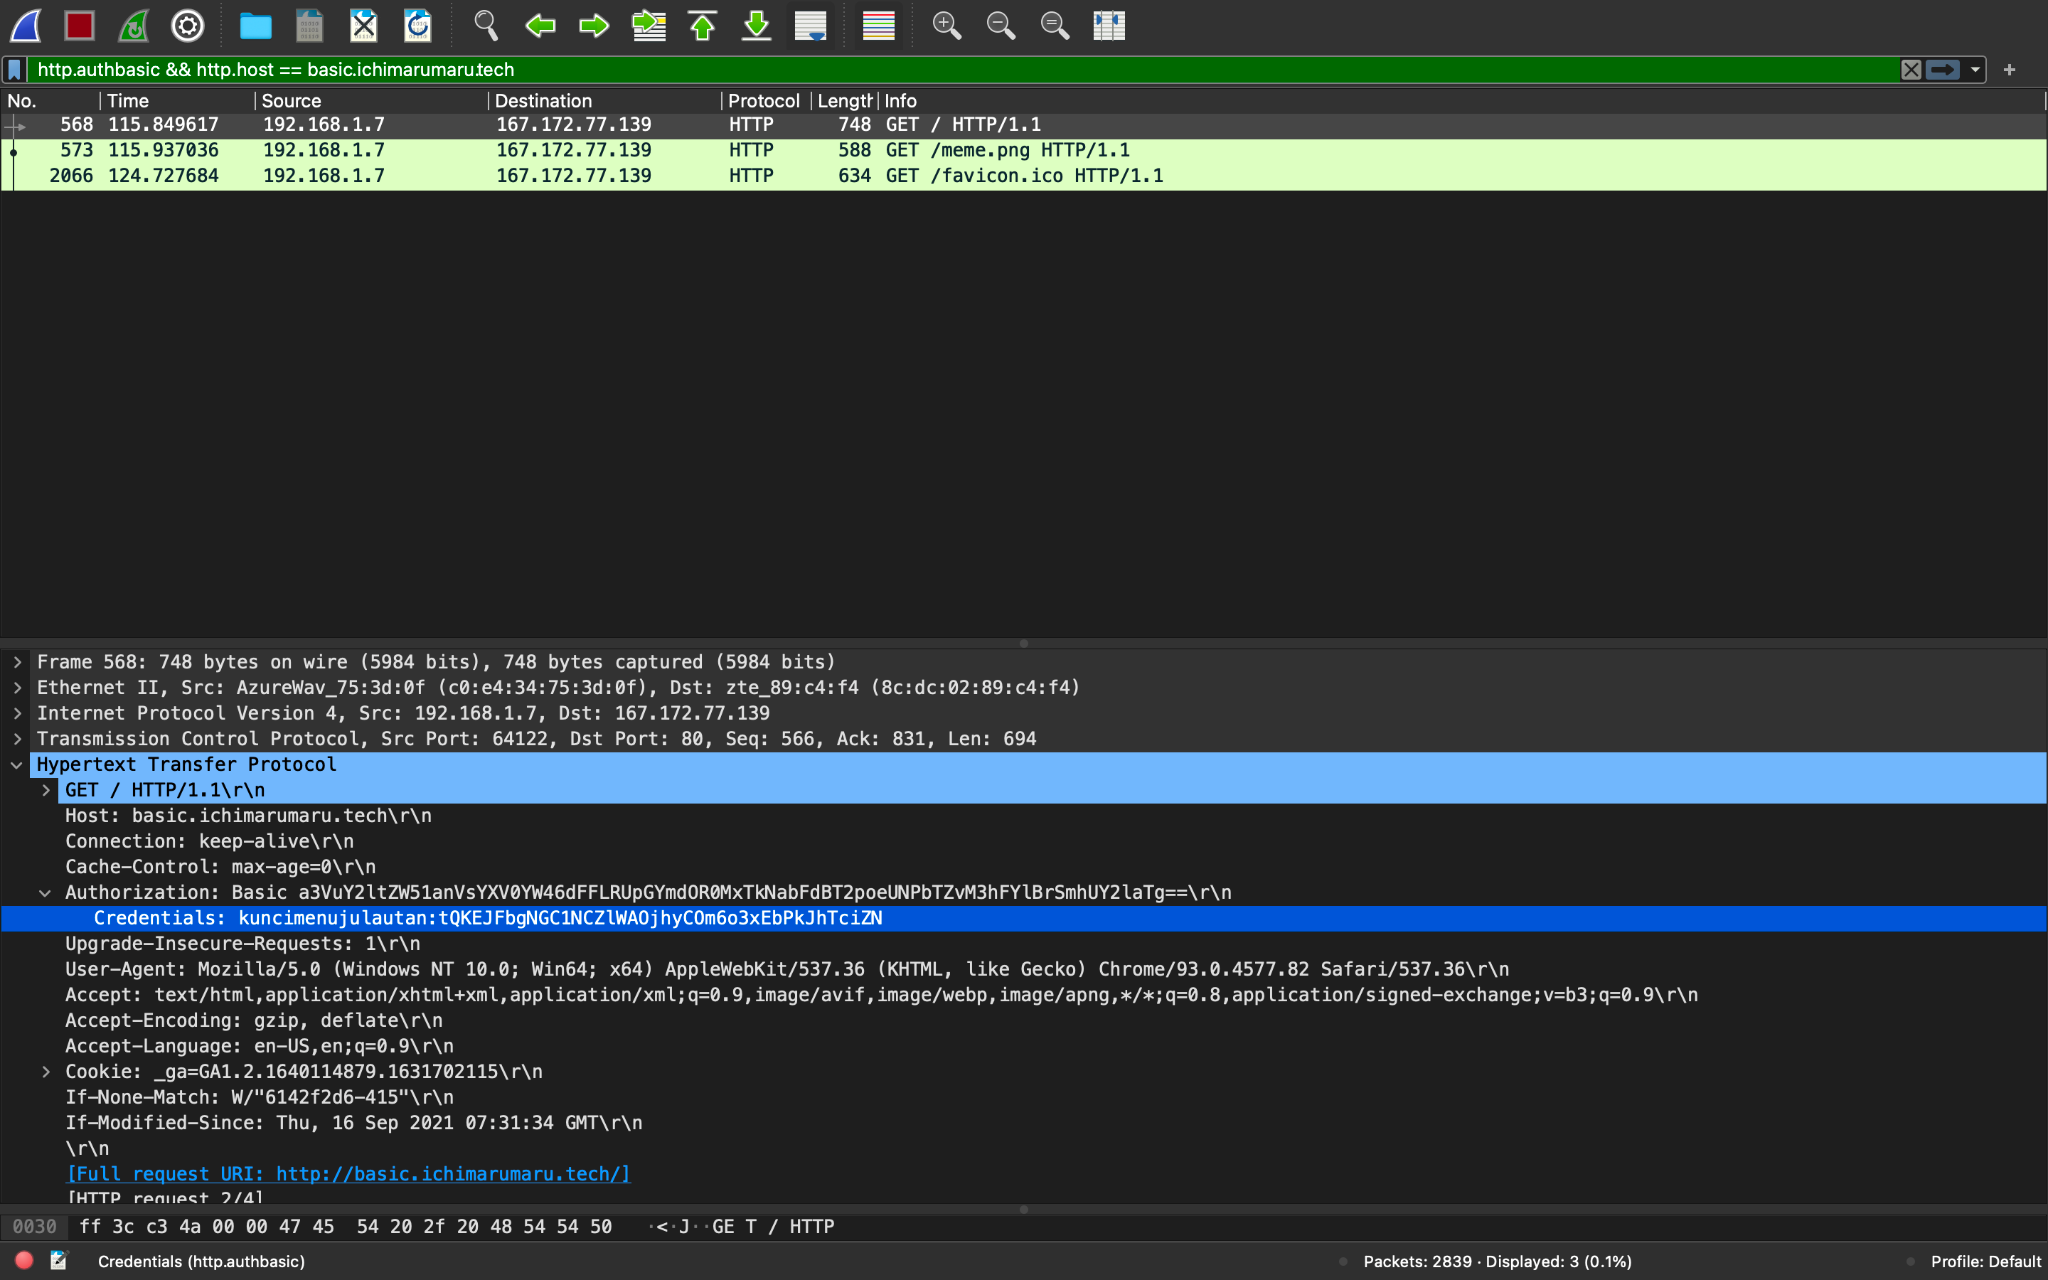 http.authbasic && http.host == basic.ichimarumaru.tech
No. Time Source Destination Protocol Length Info
568 115.849617 192.168.1.7 167.172.77.139 HTTP 748 GET / HTTP/1.1
573 115.937036 192.168.1.7 167.172.77.139 HTTP 588 GET /meme.png HTTP/1.1
2066 124.727684 192.168.1.7 167.172.77.139 HTTP 634 GET /favicon.ico HTTP/1.1
Frame 568: 748 bytes on wire (5984 bits), 748 bytes captured (5984 bits)
Ethernet II, Src: AzureWav_75:3d:0f (c0:e4:34:75:3d:0f), Dst: zte_89:c4:f4 (8c:dc:02:89:c4:f4)
Internet Protocol Version 4, Src: 192.168.1.7, Dst: 167.172.77.139
Transmission Control Protocol, Src Port: 64122, Dst Port: 80, Seq: 566, Ack: 831, Len: 694
Hypertext Transfer Protocol
GET / HTTP/1.1\r\n
Host: basic.ichimarumaru.tech\r\n
Connection: keep-alive\r\n
Cache-Control: max-age=0\r\n
Authorization: Basic a3VuY2ltZW51anVsYXV0YW46dFFLRUpGYmdOR0MxTkNabFdBT2poeUNPbTZvM3hFYlBrSmhUY2laTg==\r\n
Credentials: kuncimenujulautan:tQKEJFbgNGC1NCZlWAOjhyCOm6o3xEbPkJhTciZN
Upgrade-Insecure-Requests: 1\r\n
User-Agent: Mozilla/5.0 (Windows NT 10.0; Win64; x64) AppleWebKit/537.36 (KHTML, like Gecko) Chrome/93.0.4577.82 Safari/537.36\r\n
Accept: text/html,application/xhtml+xml,application/xml;q=0.9,image/avif,image/webp,image/apng,*/*;q=0.8,application/signed-exchange;v=b3;q=0.9\r\n
Accept-Encoding: gzip, deflate\r\n
Accept-Language: en-US,en;q=0.9\r\n
Cookie: _ga=GA1.2.1640114879.1631702115\r\n
If-None-Match: W/"6142f2d6-415"\r\n
If-Modified-Since: Thu, 16 Sep 2021 07:31:34 GMT\r\n
\r\n
[Full request URI: http://basic.ichimarumaru.tech/]
[HTTP request 2/4]
0030 ff 3c c3 4a 00 00 47 45 54 20 2f 20 48 54 54 50 ·<·J··GE T / HTTP
Credentials (http.authbasic) Packets: 2839 · Displayed: 3 (0.1%) Profile: Default